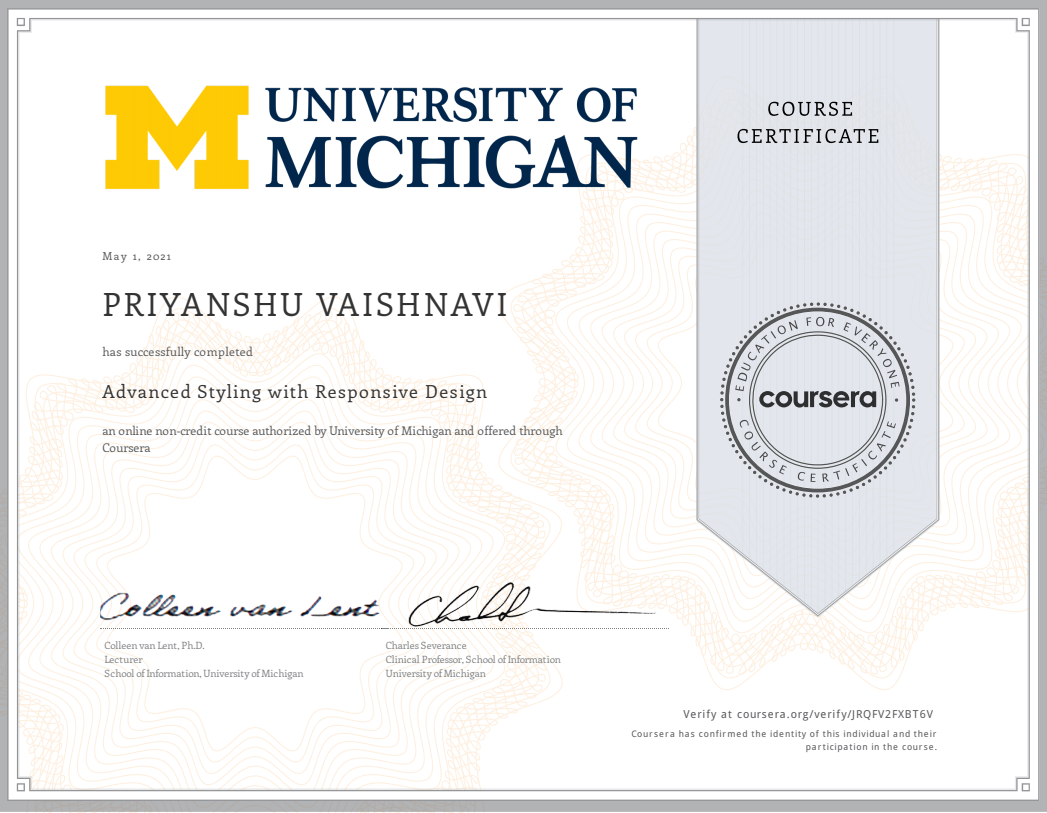 UNIVERSITY OF
MICHIGAN
COURSE
CERTIFICATE
May 1, 2021
PRIYANSHU VAISHNAVI
has successfully completed
Advanced Styling with Responsive Design
an online non-credit course authorized by University of Michigan and offered through
Coursera
EDUCATION FOR EVERYONE
coursera
COURSE CERTIFICATE
Colleen van Lent
Colleen van Lent, Ph.D.
Lecturer
School of Information, University of Michigan
Charles Severance
Clinical Professor, School of Information
University of Michigan
Verify at coursera.org/verify/JRQFV2FXBT6V
Coursera has confirmed the identity of this individual and their
participation in the course.